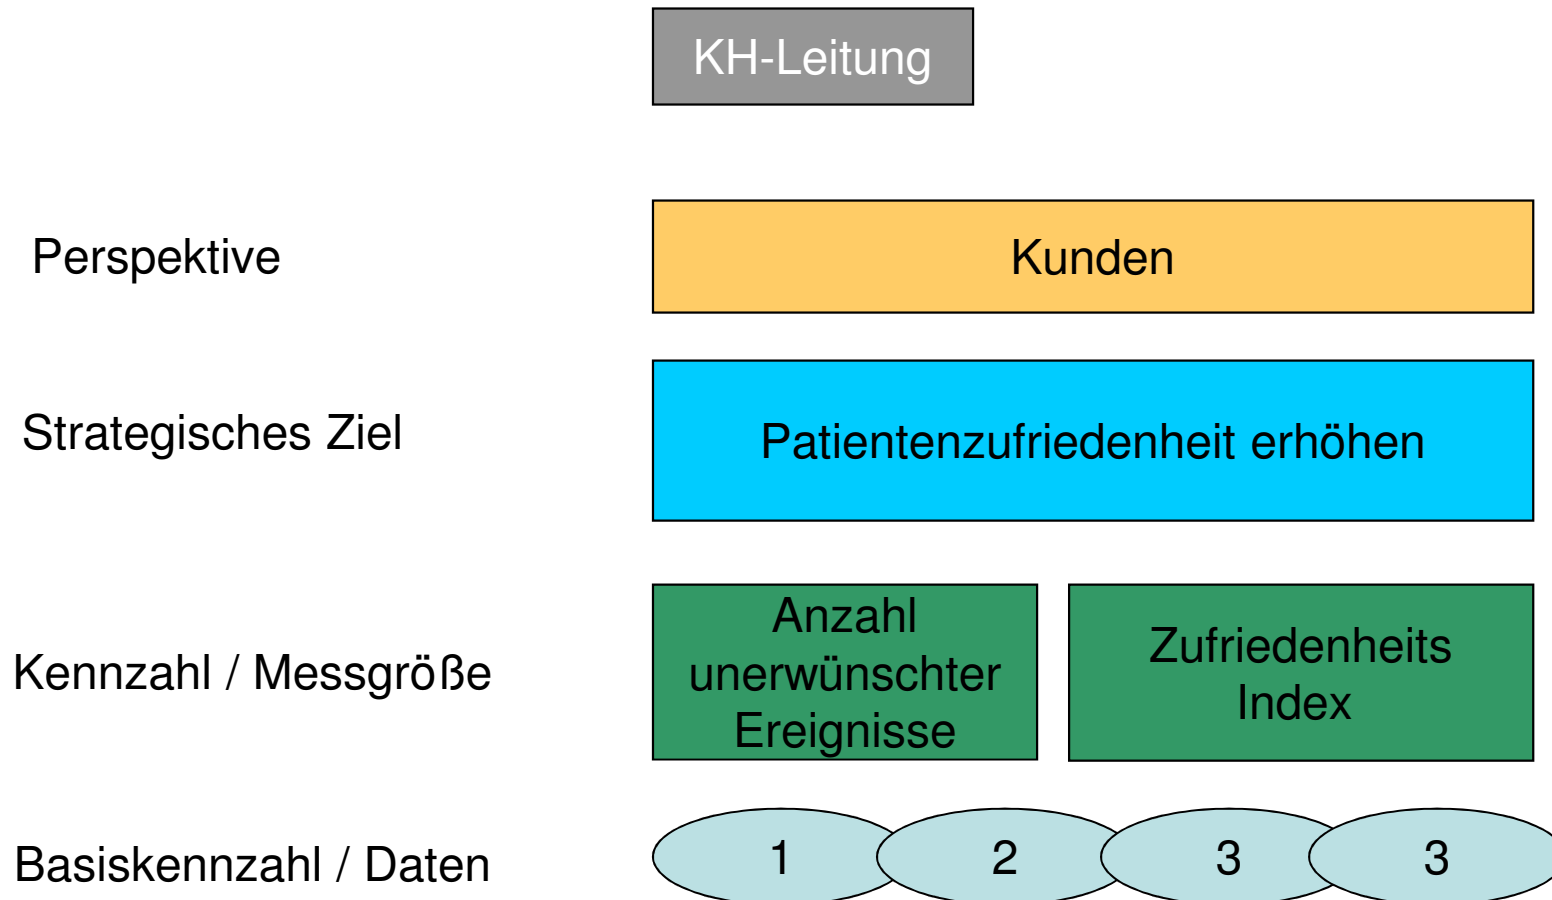 KH-Leitung
Perspektive
Kunden
Strategisches Ziel
Patientenzufriedenheit erhöhen
Kennzahl / Messgröße
Anzahl
unerwünschter
Ereignisse
Zufriedenheits
Index
Basiskennzahl / Daten
1
2
3
3